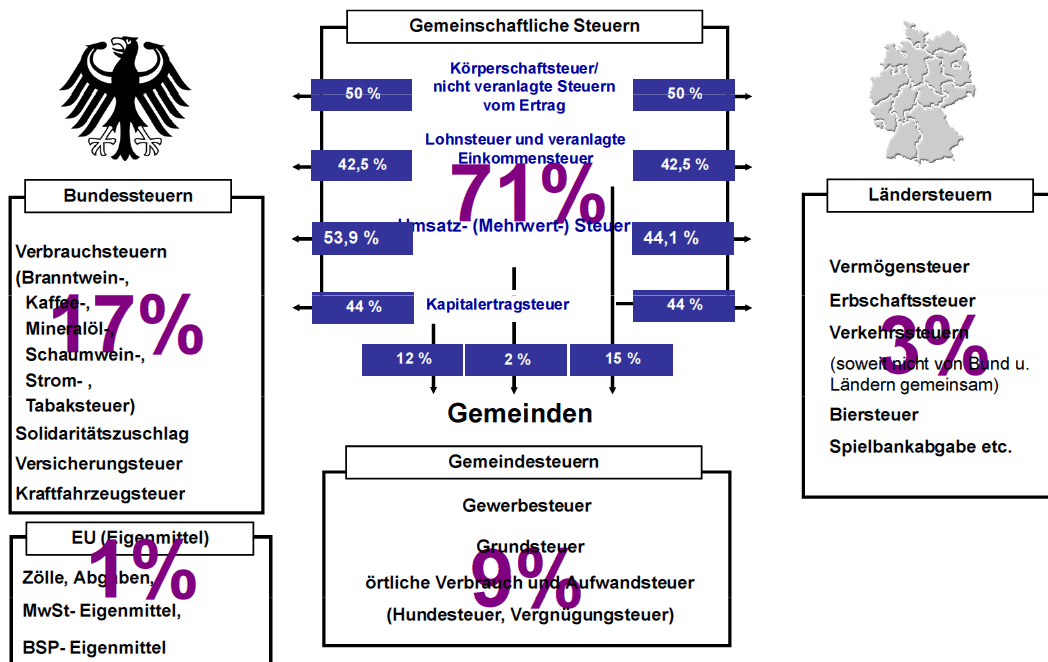 Gemeinschaftliche Steuern
Körperschaftsteuer/
nicht veranlagte Steuern
vom Ertrag
50 %
50 %
Lohnsteuer und veranlagte
Einkommensteuer
42,5 %
42,5 %
71%
Umsatz- (Mehrwert-) Steuer
53,9 %
44,1 %
Kapitalertragsteuer
44 %
44 %
12 %
2 %
15 %
Gemeinden
Bundessteuern
Verbrauchsteuern
(Branntwein-,
Kaffee-,
17%
Mineralöl-,
Schaumwein-,
Strom- ,
Tabaksteuer)
Solidaritätszuschlag
Versicherungsteuer
Kraftfahrzeugsteuer
Ländersteuern
Vermögensteuer
Erbschaftssteuer
Verkehrssteuern
3%
(soweit nicht von Bund u.
Ländern gemeinsam)
Biersteuer
Spielbankabgabe etc.
EU (Eigenmittel)
1%
Zölle, Abgaben,
MwSt- Eigenmittel,
BSP- Eigenmittel
Gemeindesteuern
Gewerbesteuer
Grundsteuer
9%
örtliche Verbrauch und Aufwandsteuer
(Hundesteuer, Vergnügungsteuer)